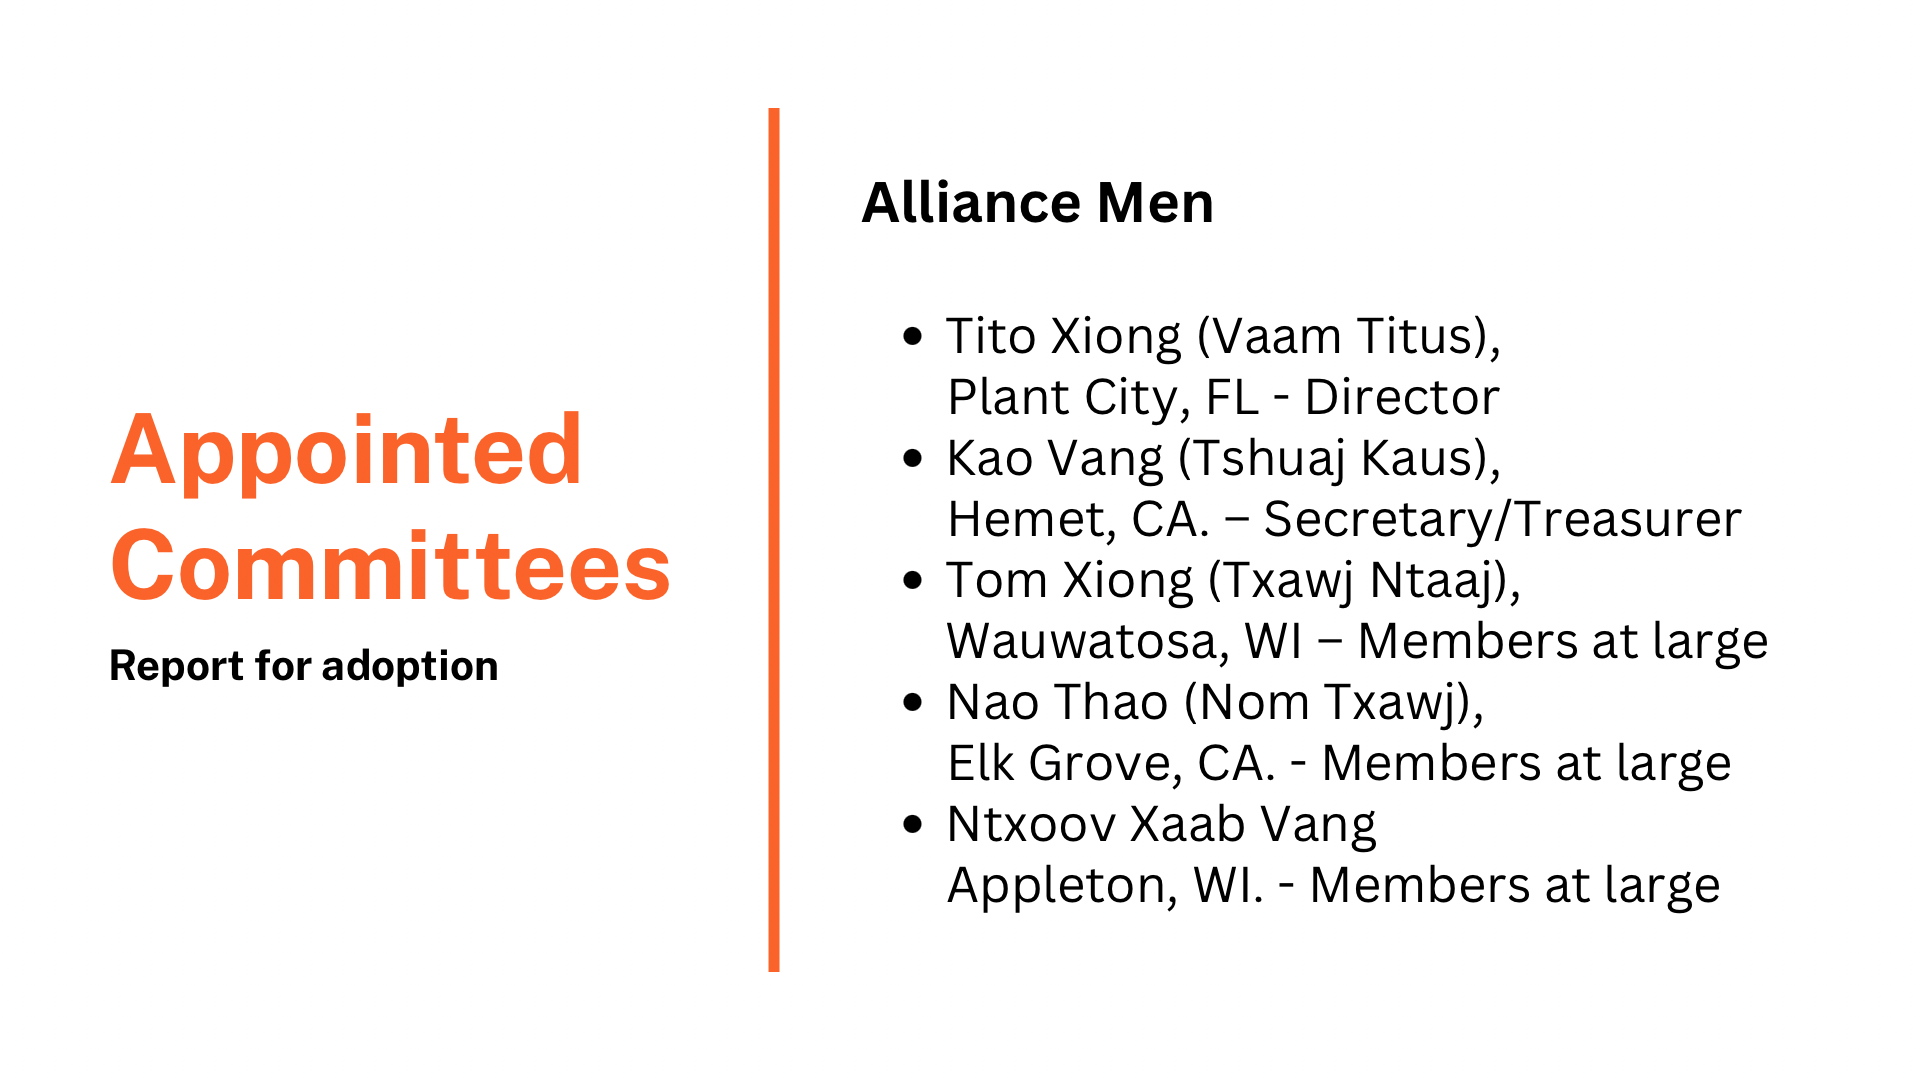 Appointed
Committees
Report for adoption
Alliance Men
• Tito Xiong (Vaam Titus),
Plant City, FL - Director
• Kao Vang (Tshuaj Kaus),
Hemet, CA. – Secretary/Treasurer
• Tom Xiong (Txawj Ntaaj),
Wauwatosa, WI – Members at large
• Nao Thao (Nom Txawj),
Elk Grove, CA. - Members at large
• Ntxoov Xaab Vang
Appleton, WI. - Members at large